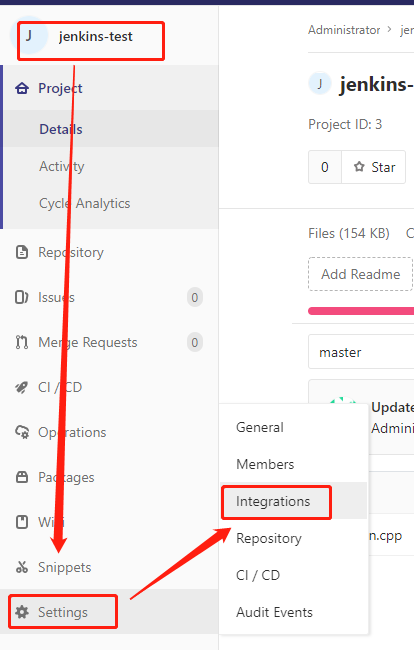 J jenkins-test
Project
Details
Activity
Cycle Analytics
Repository
Issues 0
Merge Requests 0
CI / CD
Operations
Packages
Wiki
Snippets
Settings
Administrator > jen
J jenkins-
Project ID: 3
0 Star
Files (154 KB) C
Add Readme
master
Update
Admini
n.cpp
General
Members
Integrations
Repository
CI / CD
Audit Events